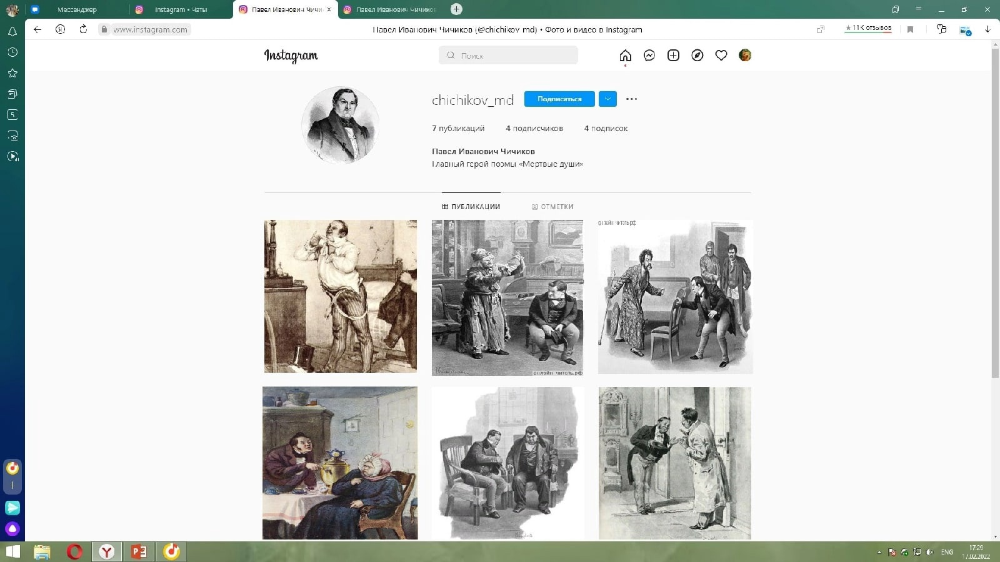 Мессенджер
Instagram • Чаты
Павел Иванович Чичи
Павел Иванович Чичиков
www.instagram.com
Павел Иванович Чичиков (@chichikov_md) • Фото и видео в Instagram
★ 11K отзывов
5
Instagram
Поиск
chichikov_md
Подписаться
7 публикаций 4 подписчиков 4 подписок
Павел Иванович Чичиков
Главный герой поэмы «Мертвые души»
ПУБЛИКАЦИИ
ОТМЕТКИ
онлайн-читать.рф
онлайн-читать.рф
ENG
17:29
17.02.2022